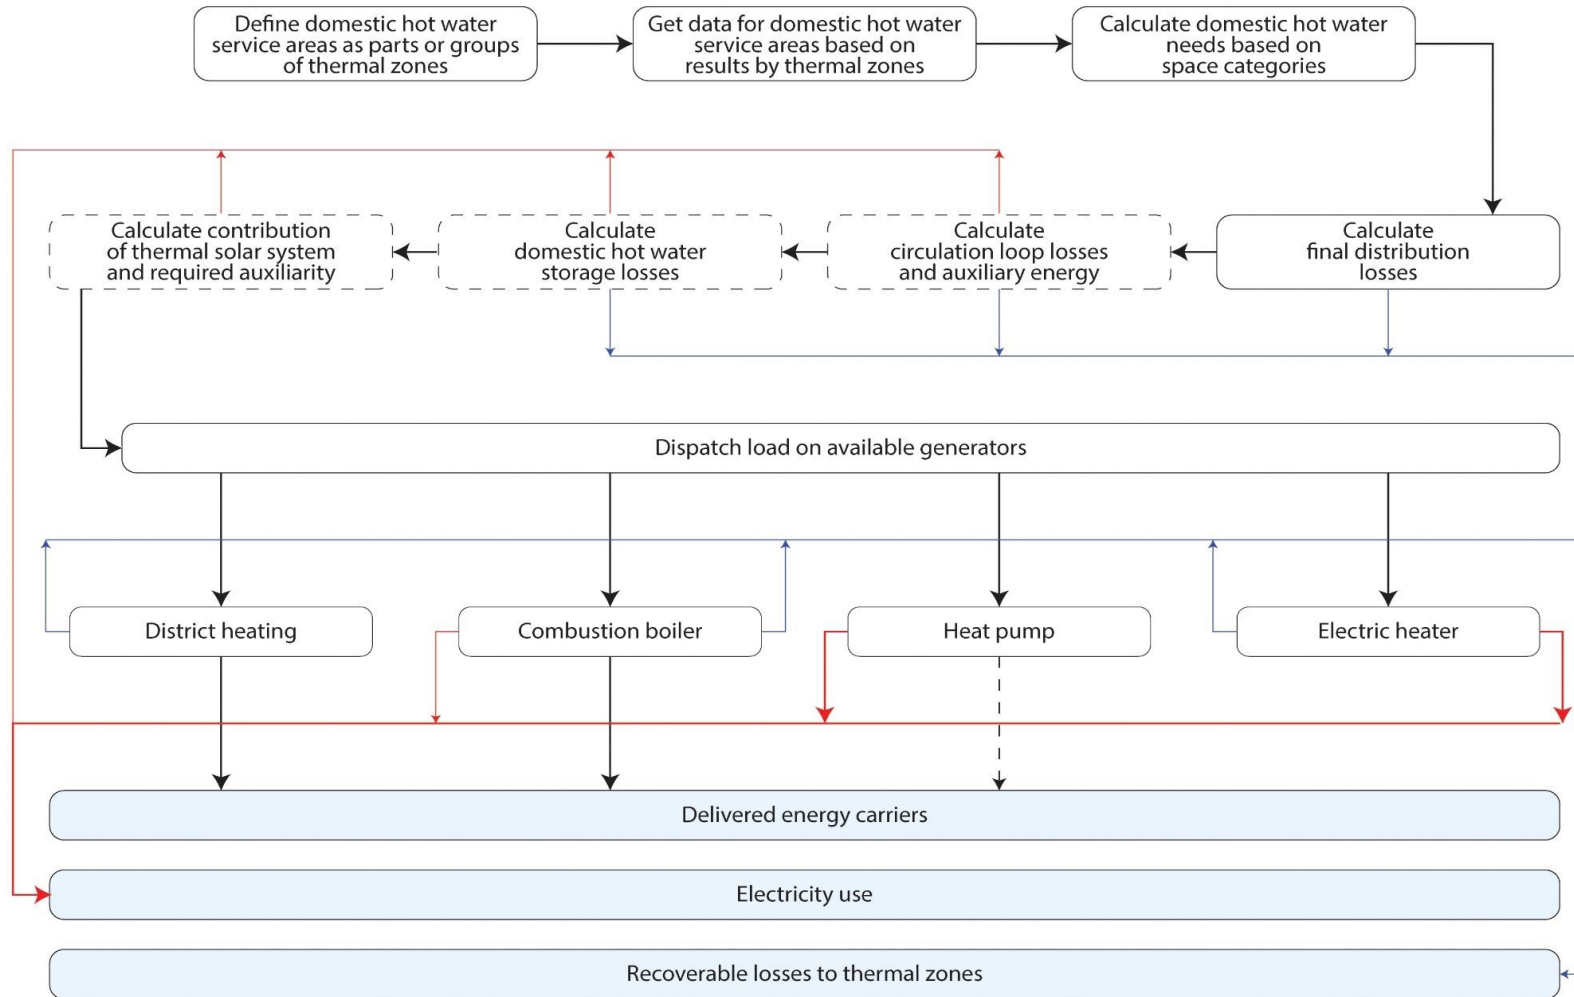 Define domestic hot water
service areas as parts or groups
of thermal zones
Get data for domestic hot water
service areas based on
results by thermal zones
Calculate domestic hot water
needs based on
space categories
Calculate contribution
of thermal solar system
and required auxiliarity
Calculate
domestic hot water
storage losses
Calculate
circulation loop losses
and auxiliary energy
Calculate
final distribution
losses
Dispatch load on available generators
District heating
Combustion boiler
Heat pump
Electric heater
Delivered energy carriers
Electricity use
Recoverable losses to thermal zones